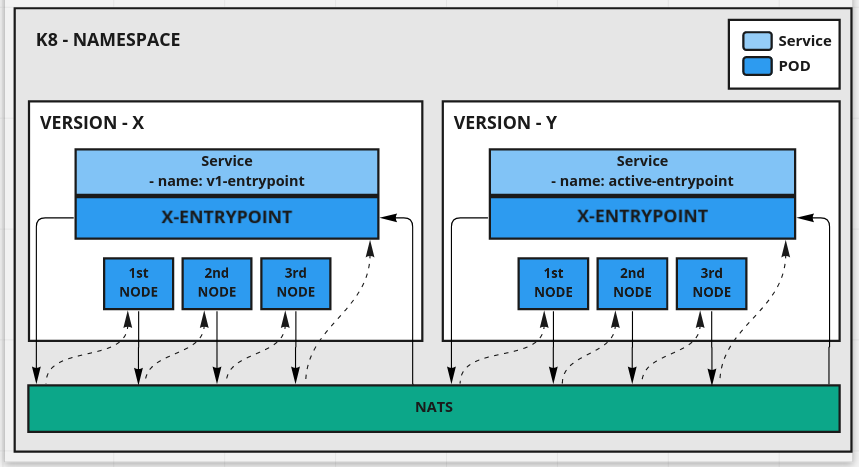 K8 - NAMESPACE
Service
POD
VERSION - X
Service
- name: v1-entrypoint
X-ENTRYPOINT
1st
NODE
2nd
NODE
3rd
NODE
VERSION - Y
Service
- name: active-entrypoint
X-ENTRYPOINT
1st
NODE
2nd
NODE
3rd
NODE
NATS